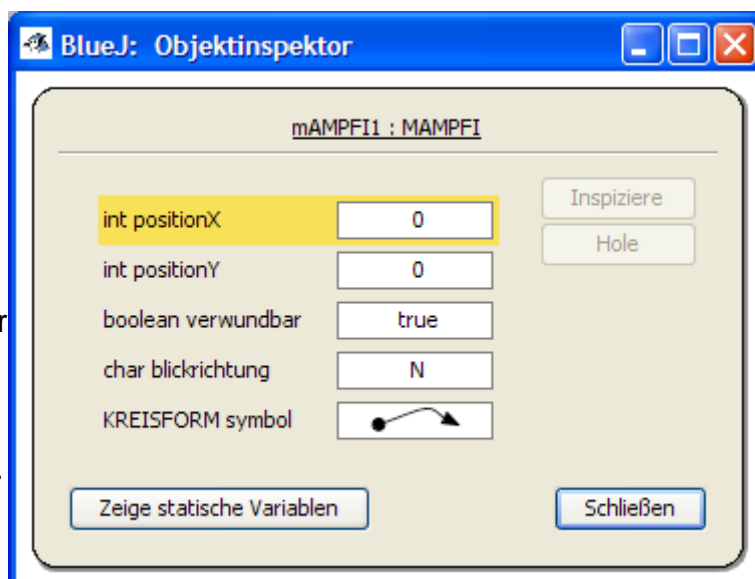 BlueJ: Objektinspektor
mAMPFI1 : MAMPFI
Inspiziere
int positionX 0
Hole
int positionY 0
boolean verwundbar true
char blickrichtung N
KREISFORM symbol
Zeige statische Variablen Schließen